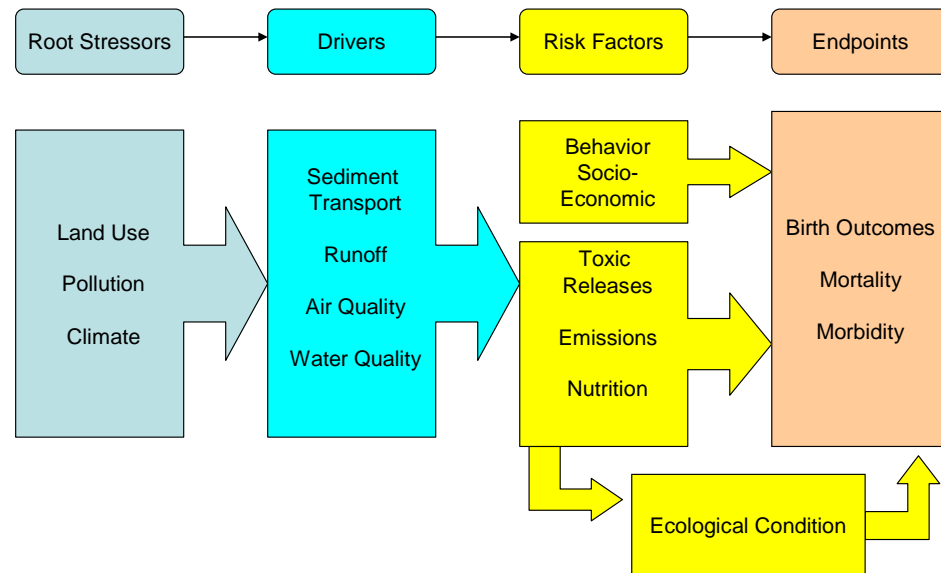 Root Stressors
Drivers
Risk Factors
Endpoints
Land Use
Pollution
Climate
Sediment
Transport
Runoff
Air Quality
Water Quality
Behavior
Socio-
Economic
Toxic
Releases
Emissions
Nutrition
Birth Outcomes
Mortality
Morbidity
Ecological Condition